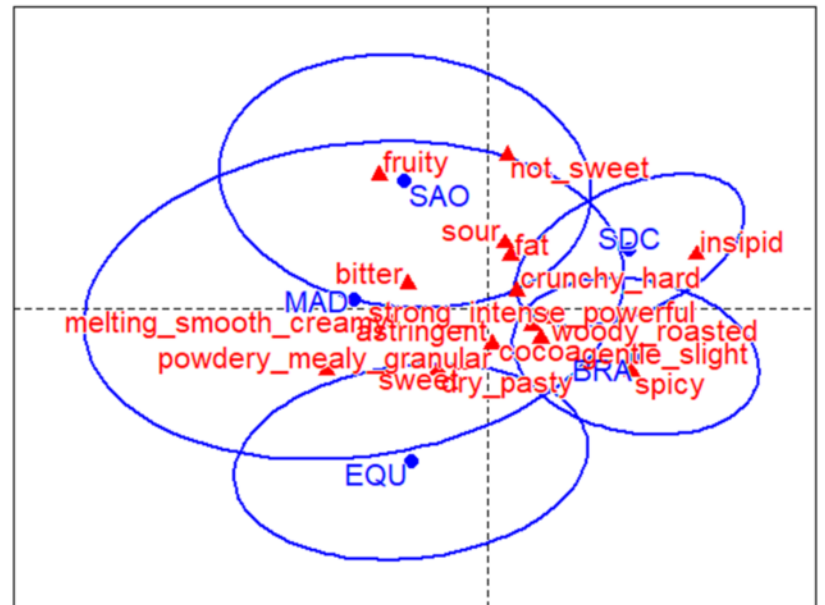 fruity
not_sweet
SAO
sour
fat
SDC
insipid
bitter
crunchy_hard
MAD
strong_intense_powerful
melting_smooth_creamy
astringent
woody_roasted
powdery_mealy_granular
cocoa
gentle_slight
sweet
dry_pasty
BRA
spicy
EQU